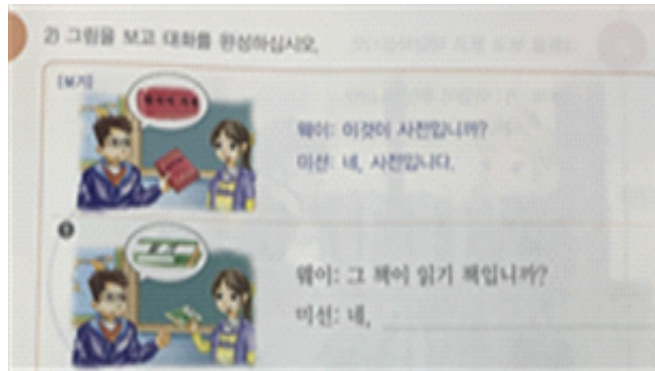 2) 그림을 보고 대화를 완성하십시오.
[보기]
웨이: 이것이 사전입니까?
미선: 네, 사전입니다.
❶
웨이: 그 책이 읽기 책입니까?
미선: 네,